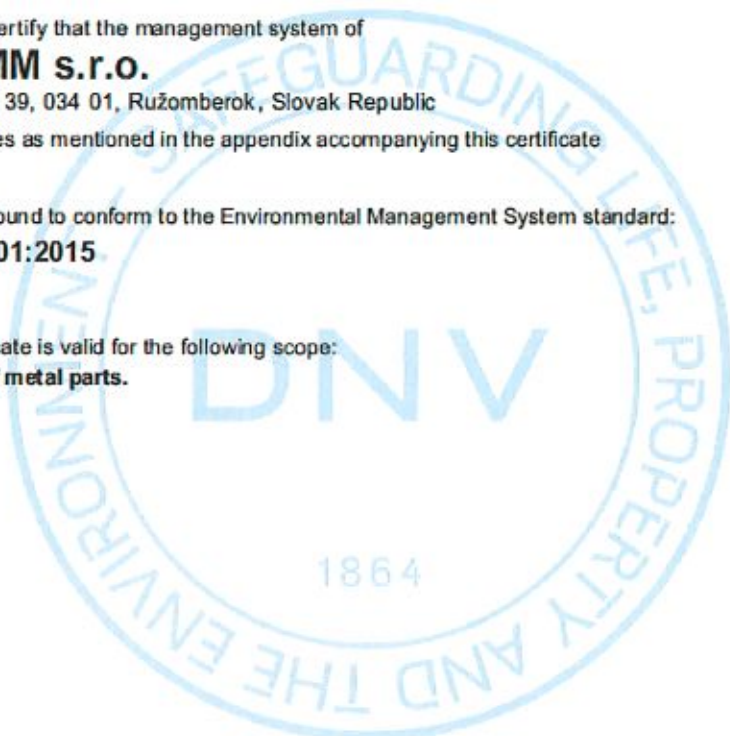 ertify that the management system of
MM s.r.o.
39, 034 01, Ružomberok, Slovak Republic
es as mentioned in the appendix accompanying this certificate
ound to conform to the Environmental Management System standard:
01:2015
ate is valid for the following scope:
metal parts.
SAFEGUARDING LIFE, PROPERTY AND THE ENVIRONMENT
DNV
1864